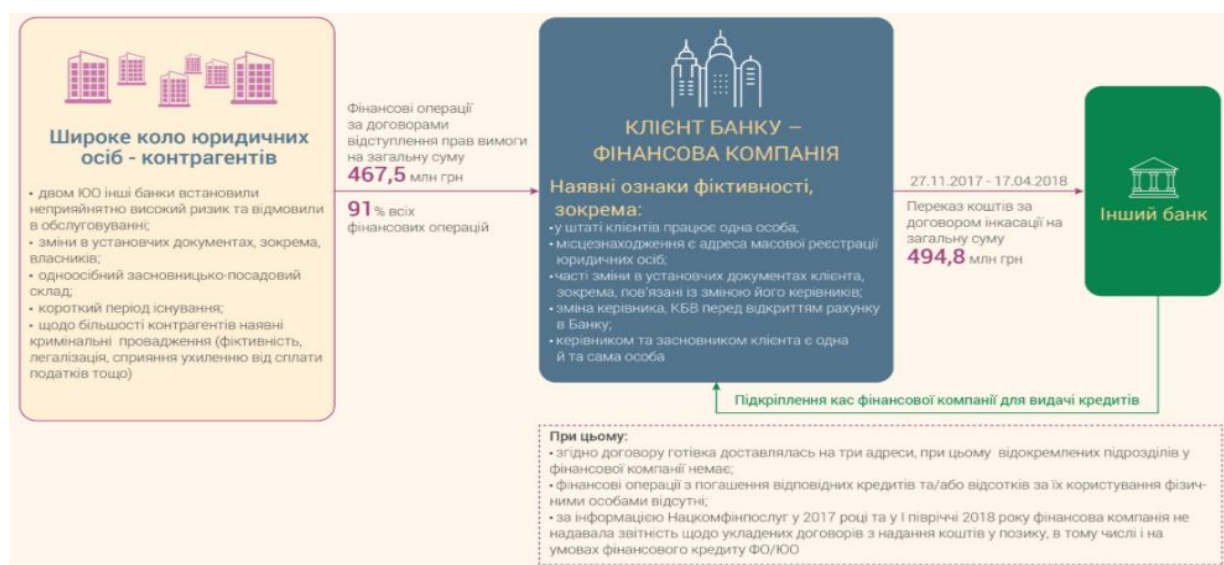 Широке коло юридичних
осіб - контрагентів
• двом ЮО інші банки встановили
неприйнятно високий ризик та відмовили
в обслуговуванні;
• зміни в установчих документах, зокрема,
власників;
• одноосібний засновницько-посадовий
склад;
• короткий період існування;
• щодо більшості контрагентів наявні
кримінальні провадження (фіктивність,
легалізація, сприяння ухиленню від сплати
податків тощо)
Фінансові операції
за договорами
відступлення прав вимоги
на загальну суму
467,5 млн грн
91% всіх
фінансових операцій
КЛІЄНТ БАНКУ –
ФІНАНСОВА КОМПАНІЯ
Наявні ознаки фіктивності,
зокрема:
• у штаті клієнтів працює одна особа,
• місцезнаходження є адреса масової реєстрації
юридичних осіб;
• часті зміни в установчих документах клієнта,
зокрема, пов'язані із зміною його керівників;
• зміна керівника, КБВ перед відкриттям рахунку
в Банку;
• керівником та засновником клієнта є одна
й та сама особа
27.11.2017 - 17.04.2018
Переказ коштів за
договором інкасації на
загальну суму
494,8 млн грн
Інший банк
Підкріплення кас фінансової компанії для видачі кредитів
При цьому:
• згідно договору готівка доставлялась на три адреси, при цьому відокремлених підрозділів у
фінансової компанії немає;
• фінансові операції з погашення відповідних кредитів та/або відсотків за їх користування фізич-
ними особами відсутні;
• за інформацією Нацкомфінпослуг у 2017 році та у І півріччі 2018 року фінансова компанія не
надавала звітність щодо укладених договорів з надання коштів у позику, в тому числі і на
умовах фінансового кредиту ФО/ЮО